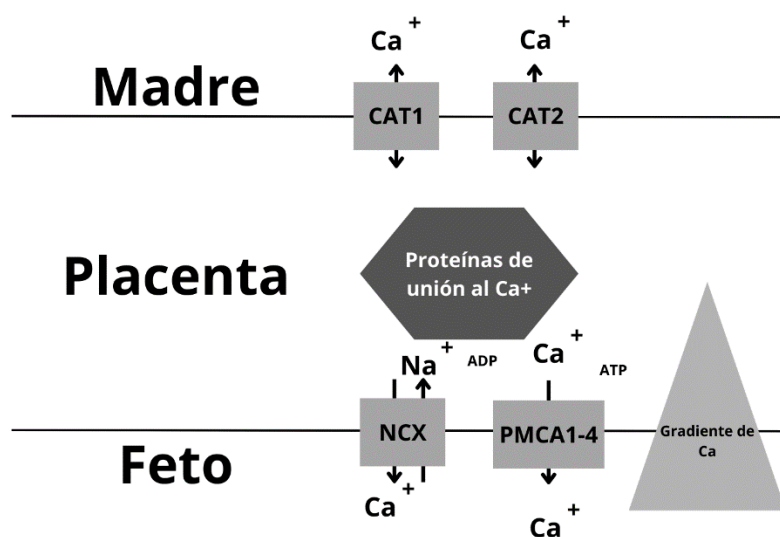 Ca +
Ca +
Madre
CAT1
CAT2
Placenta
Proteínas de
unión al Ca+
Na +
ADP
Ca +
ATP
NCX
PMCA1-4
Gradiente de
Ca
Feto
Ca +
Ca +